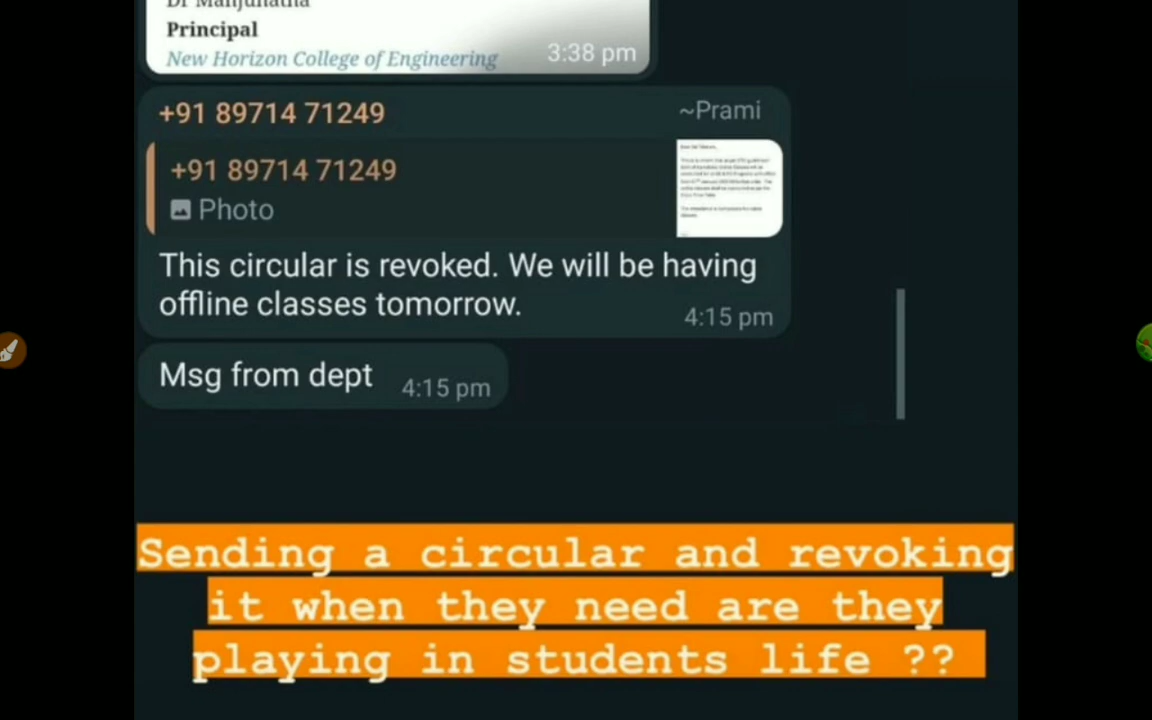 Dr Manjunatha
Principal
New Horizon College of Engineering
3:38 pm
+91 89714 71249
~Prami
+91 89714 71249
Photo
This circular is revoked. We will be having
offline classes tomorrow.
4:15 pm
Msg from dept
4:15 pm
Sending a circular and revoking
it when they need are they
playing in students life ??